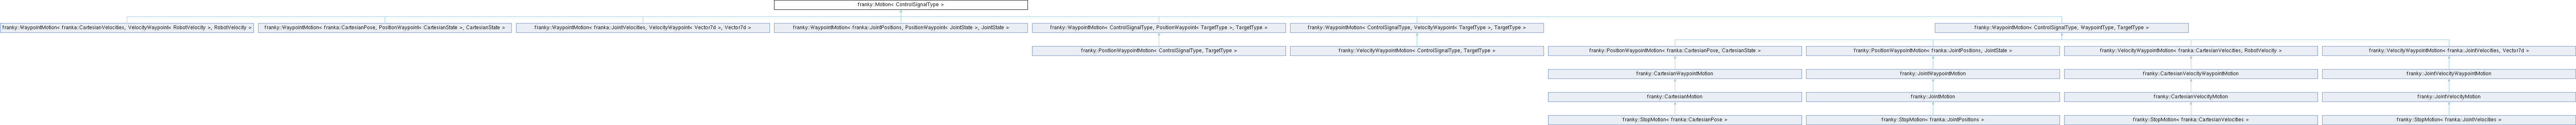 franky::Motion< ControlSignalType >
franky::WaypointMotion< franka::CartesianVelocities, VelocityWaypoint< RobotVelocity >, RobotVelocity >
franky::WaypointMotion< franka::CartesianPose, PositionWaypoint< CartesianState >, CartesianState >
franky::WaypointMotion< franka::JointVelocities, VelocityWaypoint< Vector7d >, Vector7d >
franky::WaypointMotion< franka::JointPositions, PositionWaypoint< JointState >, JointState >
franky::WaypointMotion< ControlSignalType, PositionWaypoint< TargetType >, TargetType >
franky::WaypointMotion< ControlSignalType, VelocityWaypoint< TargetType >, TargetType >
franky::WaypointMotion< ControlSignalType, WaypointType, TargetType >
franky::PositionWaypointMotion< ControlSignalType, TargetType >
franky::VelocityWaypointMotion< ControlSignalType, TargetType >
franky::PositionWaypointMotion< franka::CartesianPose, CartesianState >
franky::PositionWaypointMotion< franka::JointPositions, JointState >
franky::VelocityWaypointMotion< franka::CartesianVelocities, RobotVelocity >
franky::VelocityWaypointMotion< franka::JointVelocities, Vector7d >
franky::CartesianWaypointMotion
franky::JointWaypointMotion
franky::CartesianVelocityWaypointMotion
franky::JointVelocityWaypointMotion
franky::CartesianMotion
franky::JointMotion
franky::CartesianVelocityMotion
franky::JointVelocityMotion
franky::StopMotion< franka::CartesianPose >
franky::StopMotion< franka::JointPositions >
franky::StopMotion< franka::CartesianVelocities >
franky::StopMotion< franka::JointVelocities >